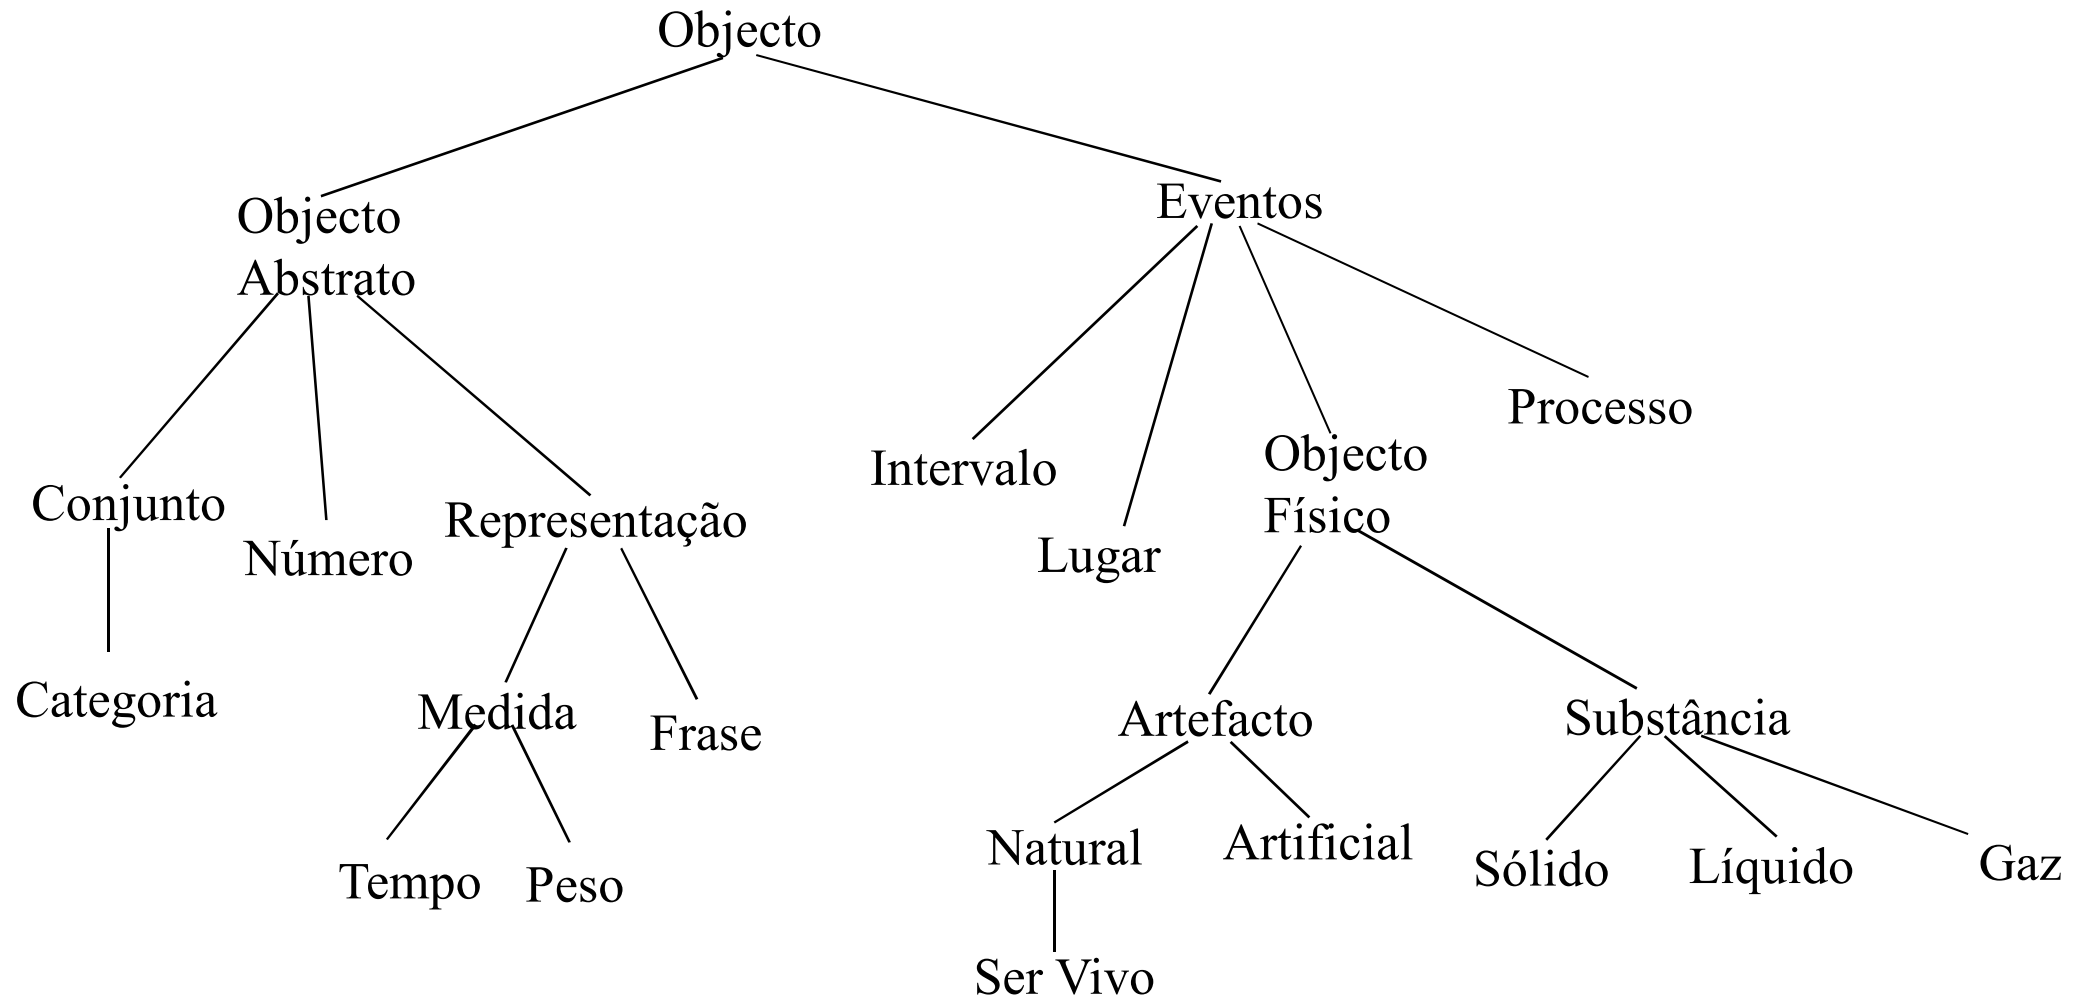 Objecto
Objecto
Abstrato
Eventos
Conjunto
Número
Representação
Intervalo
Lugar
Objecto
Físico
Processo
Categoria
Medida
Frase
Artefacto
Substância
Tempo
Peso
Natural
Artificial
Sólido
Líquido
Gaz
Ser Vivo